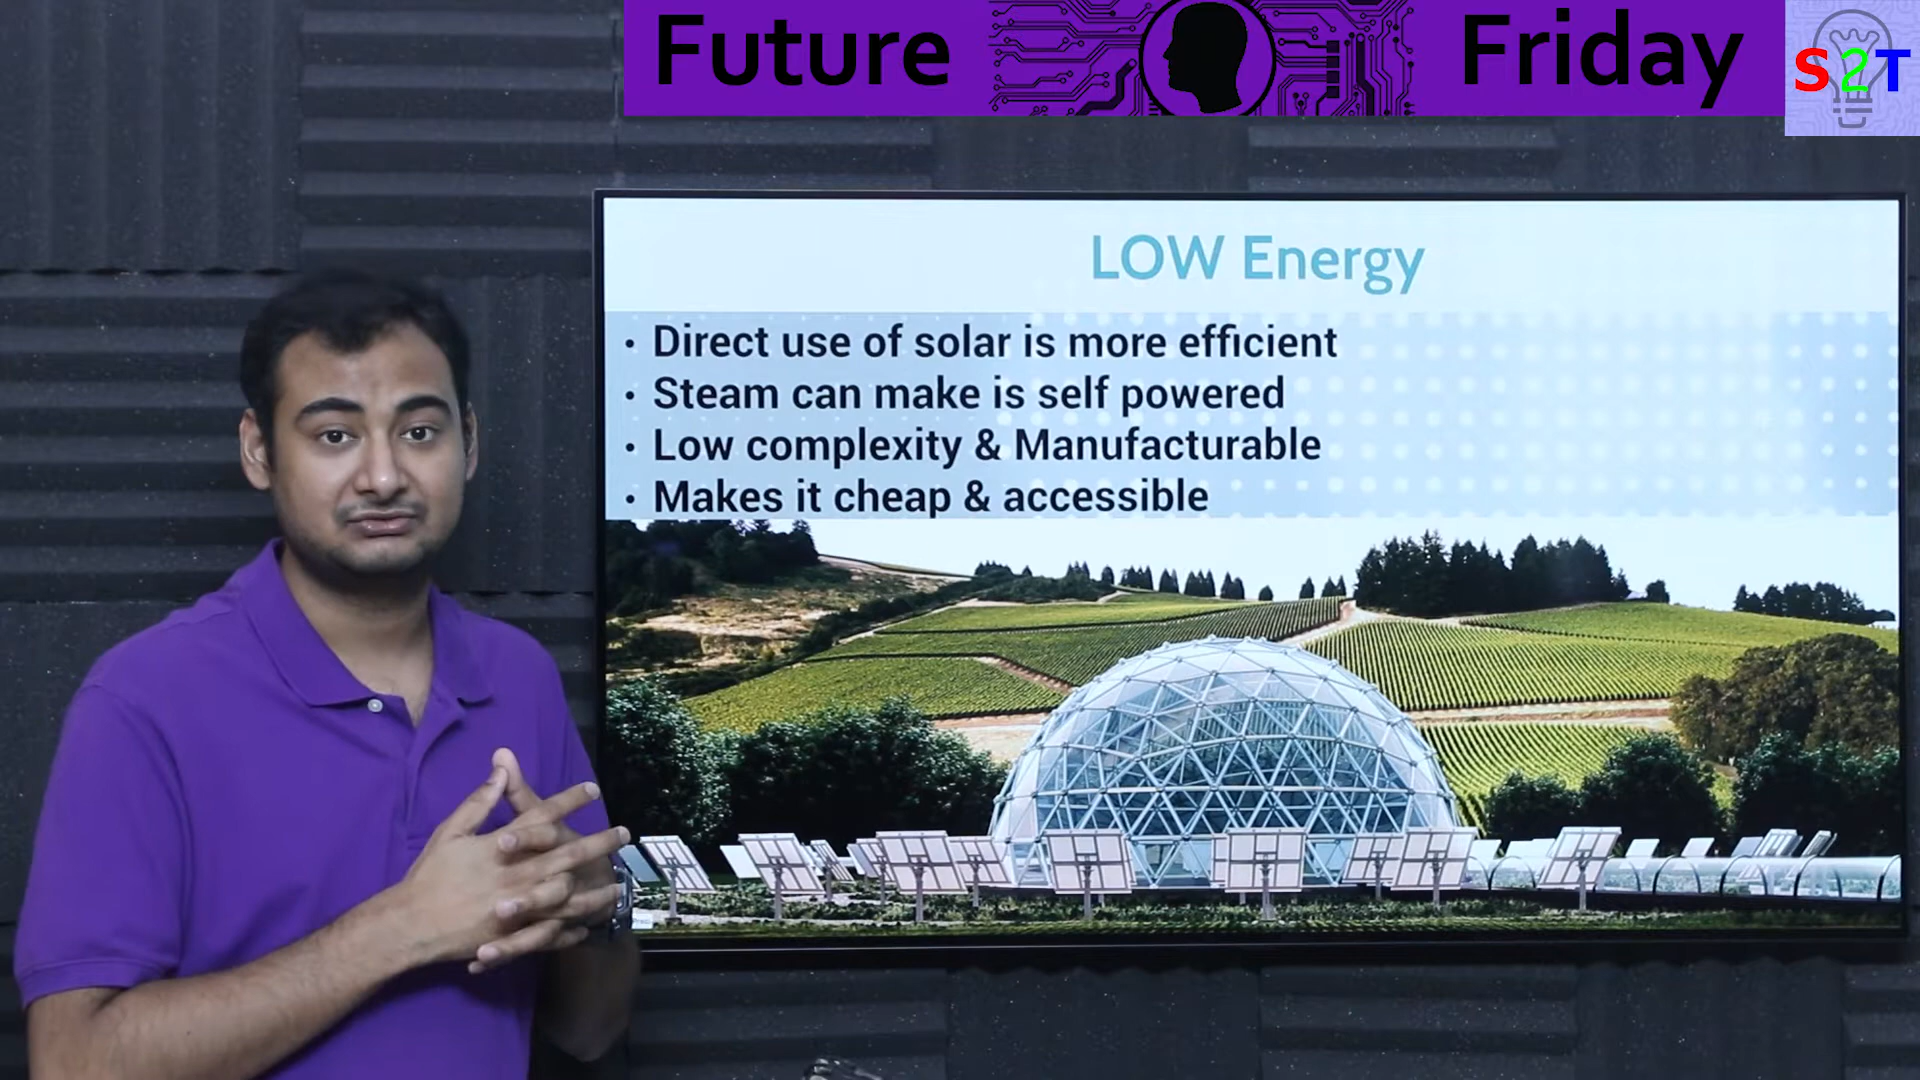 Future Friday
S2T
LOW Energy
• Direct use of solar is more efficient
• Steam can make is self powered
• Low complexity & Manufacturable
• Makes it cheap & accessible